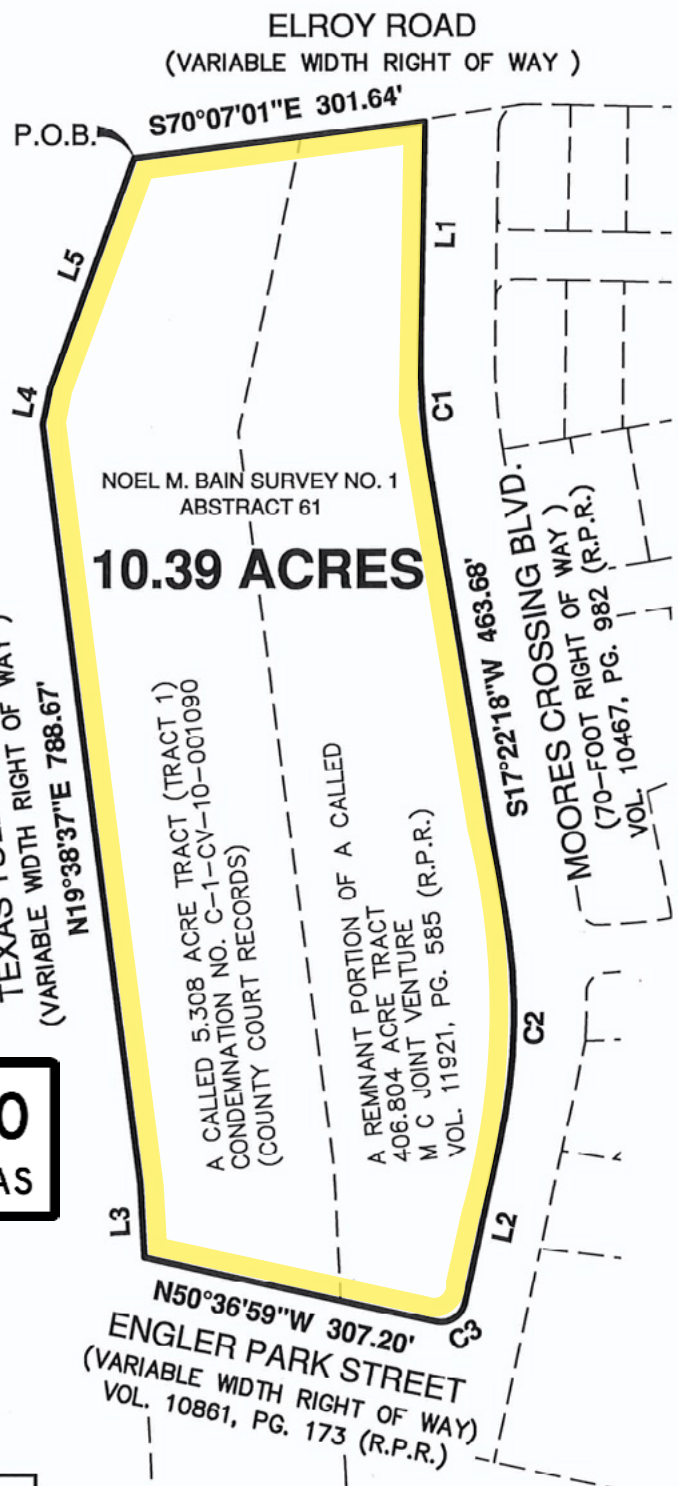 ELROY ROAD
(VARIABLE WIDTH RIGHT OF WAY )
S70°07'01"E 301.64'
P.O.B.
L5
L1
L4
C1
NOEL M. BAIN SURVEY NO. 1
ABSTRACT 61
10.39 ACRES
S17°22'18"W 463.68'
MOORES CROSSING BLVD.
(70-FOOT RIGHT OF WAY )
VOL. 10467, PG. 982 (R.P.R.)
TEXAS
(VARIABLE WIDTH RIGHT OF WAY )
N19°38'37"E 788.67'
A CALLED 5.308 ACRE TRACT (TRACT 1)
CONDEMNATION NO. C-1-CV-10-001090
(COUNTY COURT RECORDS)
A REMNANT PORTION OF A CALLED
406.804 ACRE TRACT
M C JOINT VENTURE
VOL. 11921, PG. 585 (R.P.R.)
C2
L3
L2
C3
N50°36'59"W 307.20'
ENGLER PARK STREET
(VARIABLE WIDTH RIGHT OF WAY)
VOL. 10861, PG. 173 (R.P.R.)